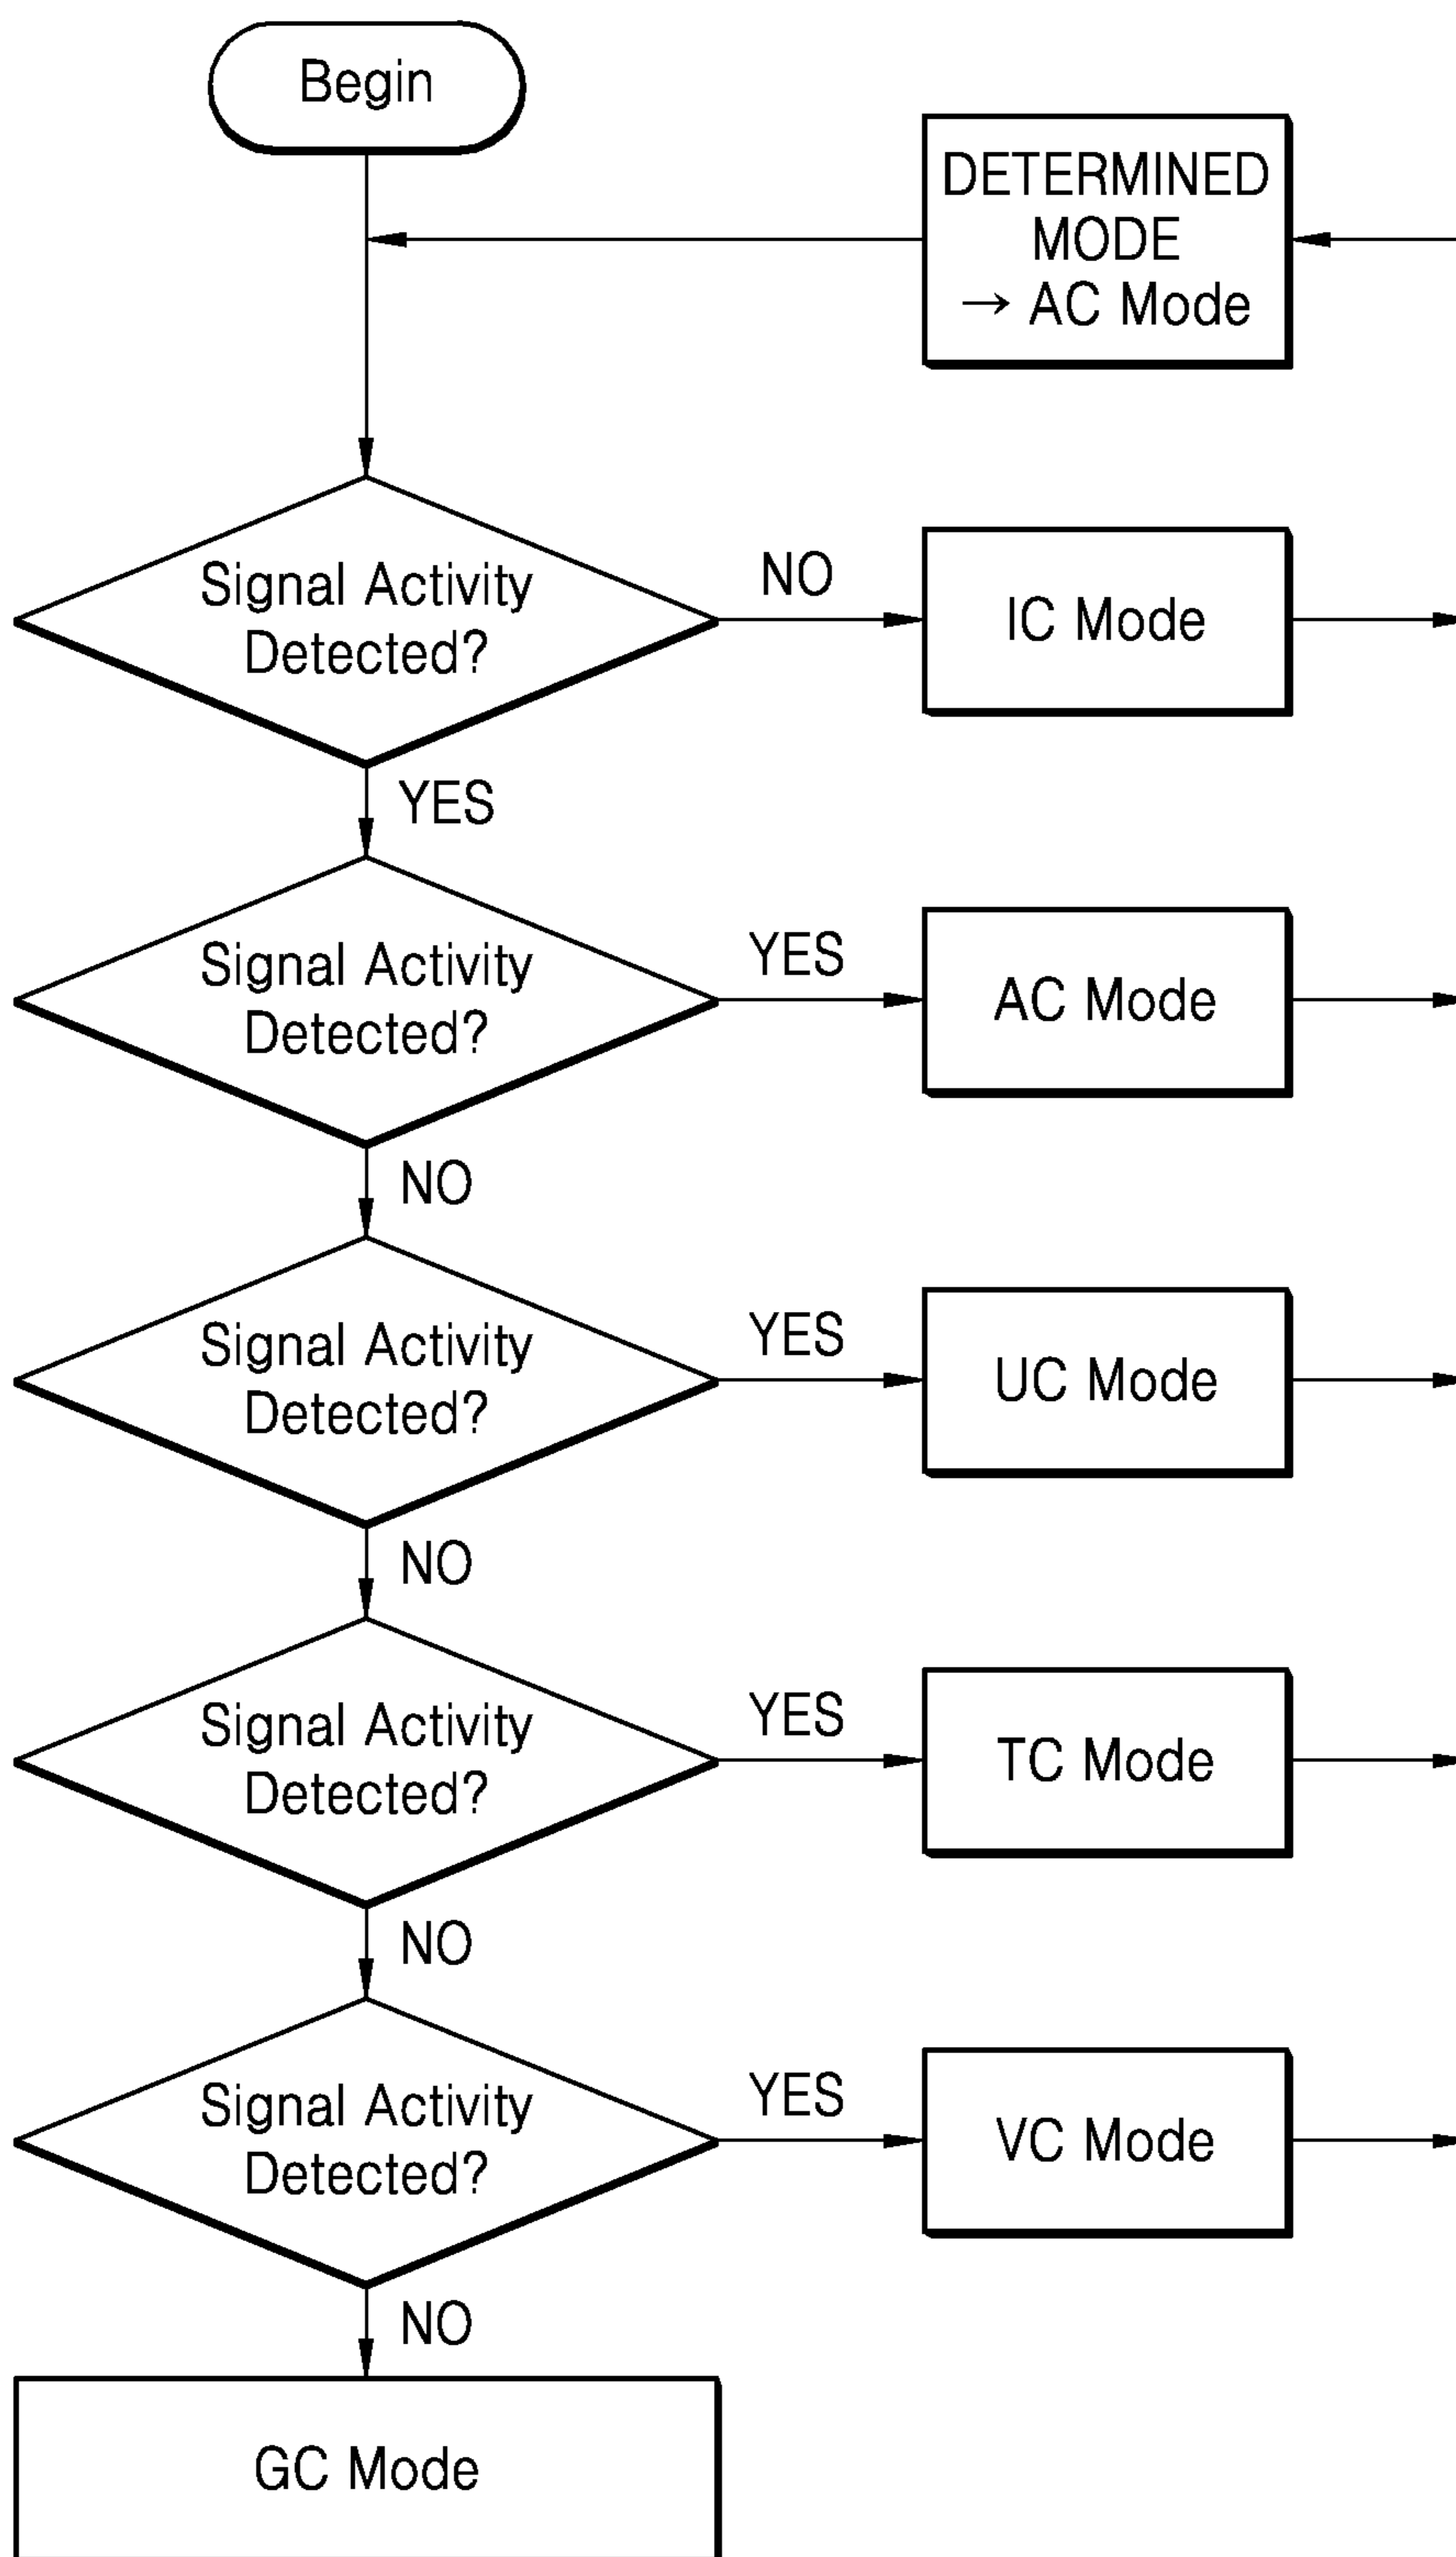 Begin
DETERMINED
MODE
→ AC Mode
Signal Activity
Detected?
NO
IC Mode
YES
Signal Activity
Detected?
YES
AC Mode
NO
Signal Activity
Detected?
YES
UC Mode
NO
Signal Activity
Detected?
YES
TC Mode
NO
Signal Activity
Detected?
YES
VC Mode
NO
GC Mode